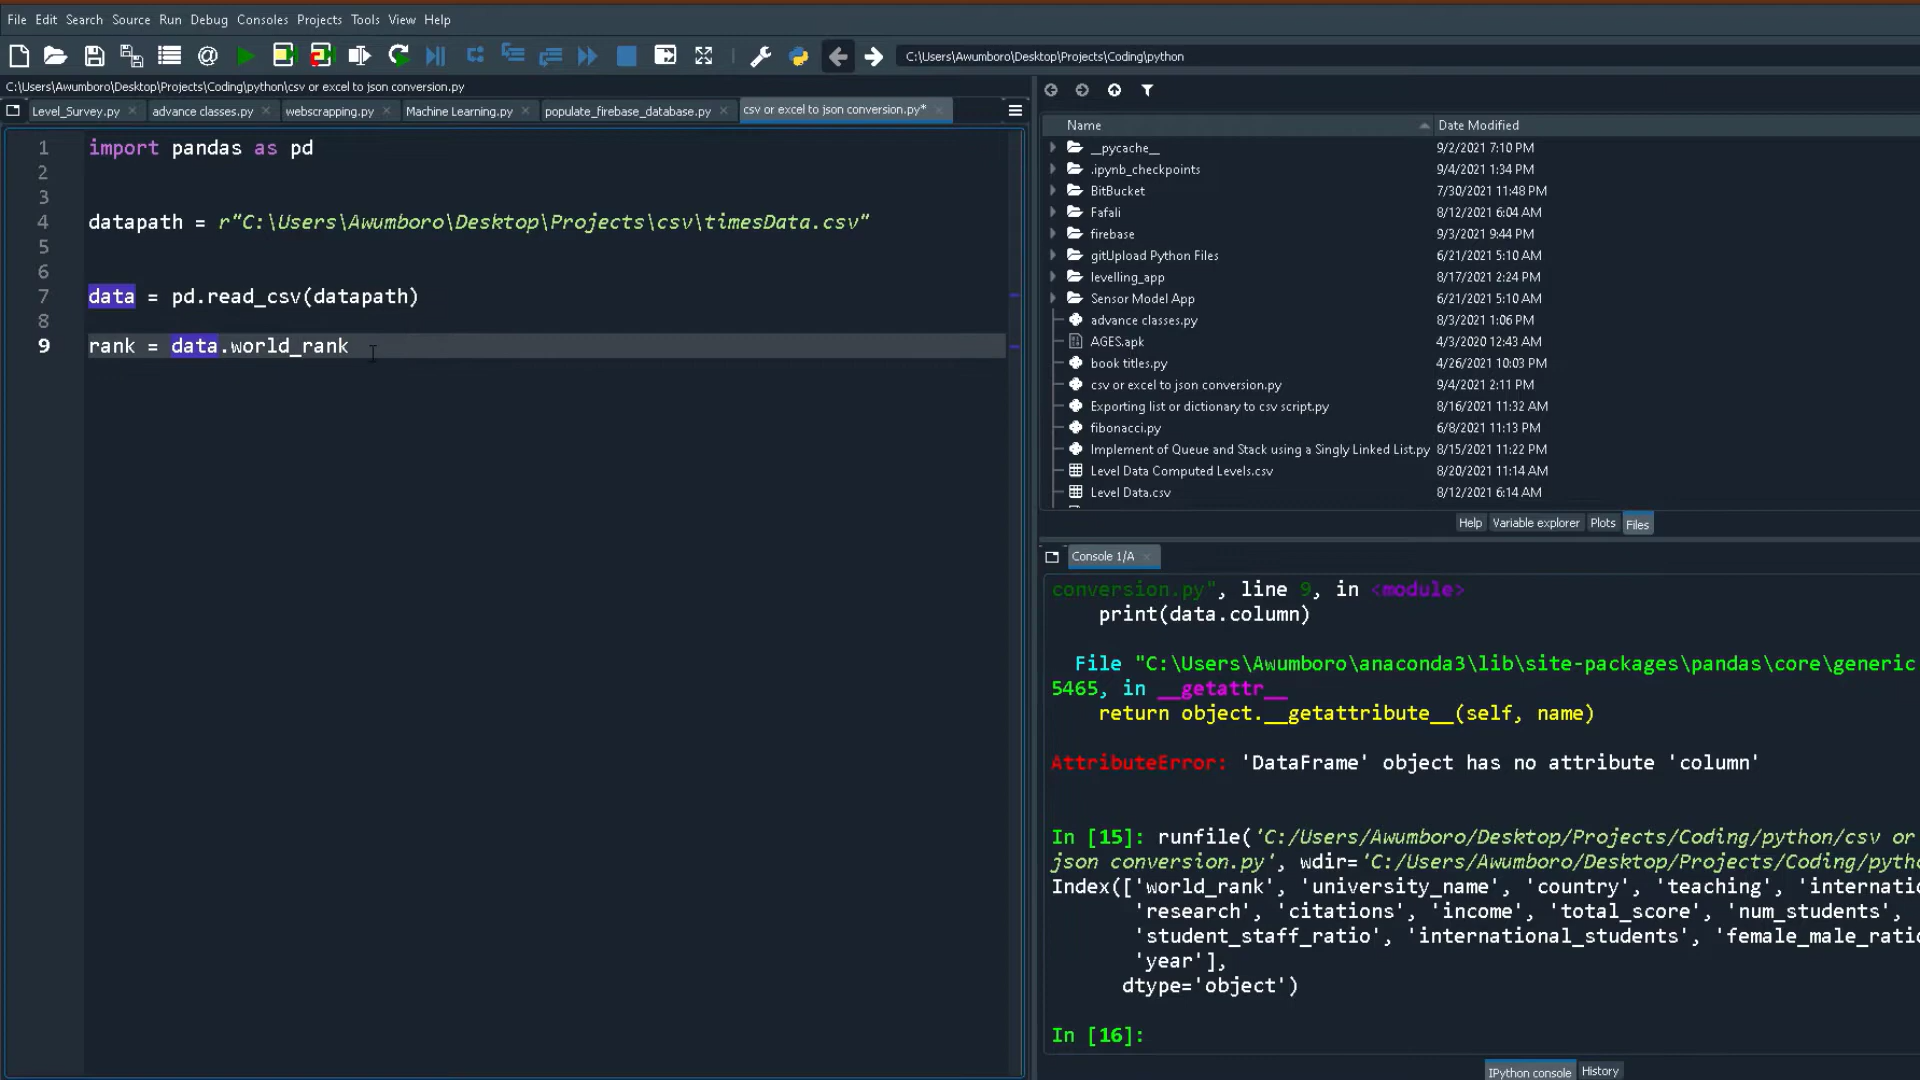 File Edit Search Source Run Debug Consoles Projects Tools View Help
C:\Users\Awumboro\Desktop\Projects\Coding\python
C:\Users\Awumboro\Desktop\Projects\Coding\python\csv or excel to json conversion.py
Level_Survey.py advance classes.py webscrapping.py Machine Learning.py populate_firebase_database.py csv or excel to json conversion.py*
1 import pandas as pd
2
3
4 datapath = r"C:\Users\Awumboro\Desktop\Projects\csv\timesData.csv"
5
6
7 data = pd.read_csv(datapath)
8
9 rank = data.world_rank
Name Date Modified
__pycache__ 9/2/2021 7:10 PM
.ipynb_checkpoints 9/4/2021 1:34 PM
BitBucket 7/30/2021 11:48 PM
Fafali 8/12/2021 6:04 AM
firebase 9/3/2021 9:44 PM
gitUpload Python Files 6/21/2021 5:10 AM
levelling_app 8/17/2021 2:24 PM
Sensor Model App 6/21/2021 5:10 AM
advance classes.py 8/3/2021 1:06 PM
AGES.apk 4/3/2020 12:43 AM
book titles.py 4/26/2021 10:03 PM
csv or excel to json conversion.py 9/4/2021 2:11 PM
Exporting list or dictionary to csv script.py 8/16/2021 11:32 AM
fibonacci.py 6/8/2021 11:13 PM
Implement of Queue and Stack using a Singly Linked List.py 8/15/2021 11:22 PM
Level Data Computed Levels.csv 8/20/2021 11:14 AM
Level Data.csv 8/12/2021 6:14 AM
Help Variable explorer Plots Files
Console 1/A
conversion.py", line 9, in <module>
print(data.column)
File "C:\Users\Awumboro\anaconda3\lib\site-packages\pandas\core\generic
5465, in __getattr__
return object.__getattribute__(self, name)
AttributeError: 'DataFrame' object has no attribute 'column'
In [15]: runfile('C:/Users/Awumboro/Desktop/Projects/Coding/python/csv or
json conversion.py', wdir='C:/Users/Awumboro/Desktop/Projects/Coding/pytho
Index(['world_rank', 'university_name', 'country', 'teaching', 'internati
'research', 'citations', 'income', 'total_score', 'num_students',
'student_staff_ratio', 'international_students', 'female_male_rati
'year'],
dtype='object')
In [16]:
IPython console History